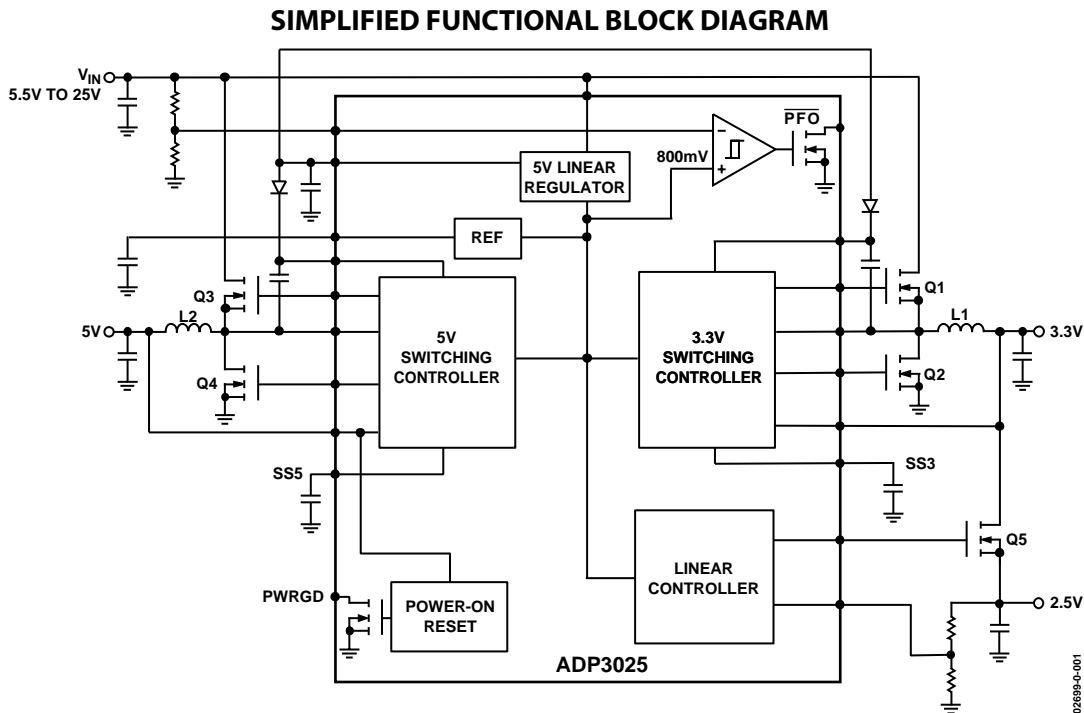 SIMPLIFIED FUNCTIONAL BLOCK DIAGRAM
VIN
5.5V TO 25V
PFO
−
800mV
+
5V LINEAR
REGULATOR
REF
Q3
L2
5V
Q4
5V
SWITCHING
CONTROLLER
3.3V
SWITCHING
CONTROLLER
Q1
L1
3.3V
Q2
SS5
SS3
Q5
LINEAR
CONTROLLER
PWRGD
POWER-ON
RESET
2.5V
ADP3025
02699-0-001